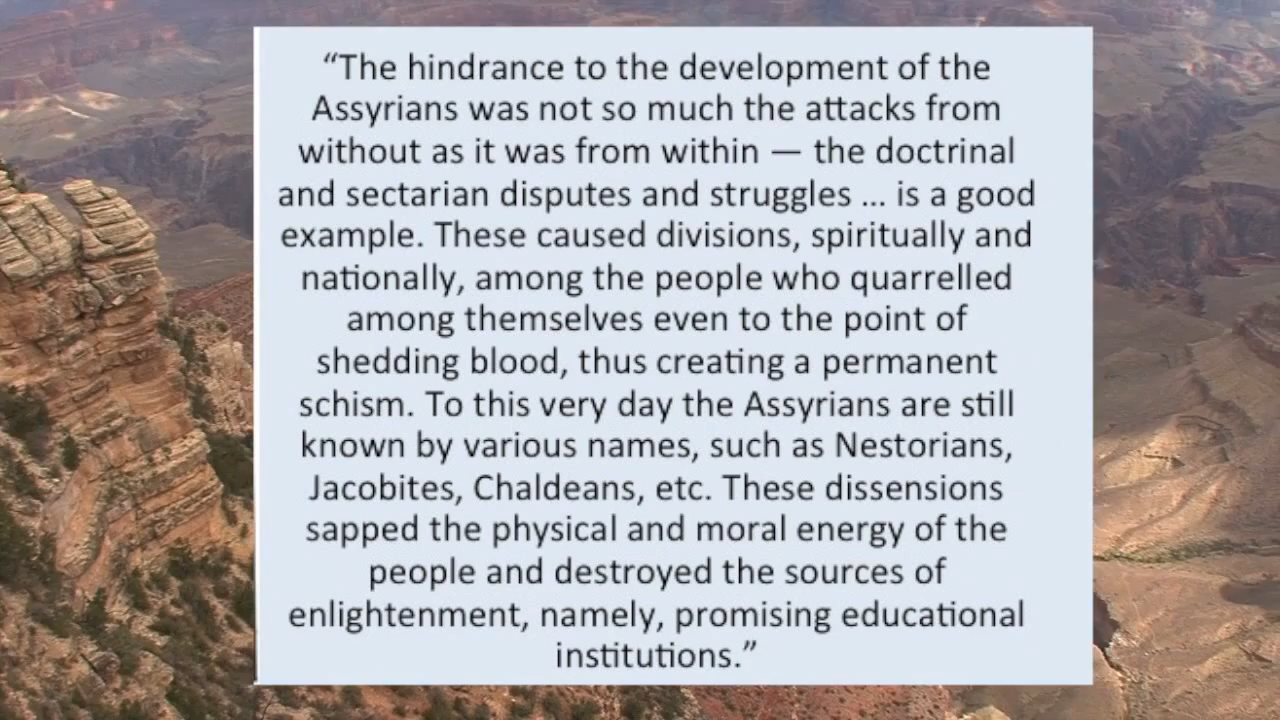 “The hindrance to the development of the
Assyrians was not so much the attacks from
without as it was from within — the doctrinal
and sectarian disputes and struggles ... is a good
example. These caused divisions, spiritually and
nationally, among the people who quarrelled
among themselves even to the point of
shedding blood, thus creating a permanent
schism. To this very day the Assyrians are still
known by various names, such as Nestorians,
Jacobites, Chaldeans, etc. These dissensions
sapped the physical and moral energy of the
people and destroyed the sources of
enlightenment, namely, promising educational
institutions.”